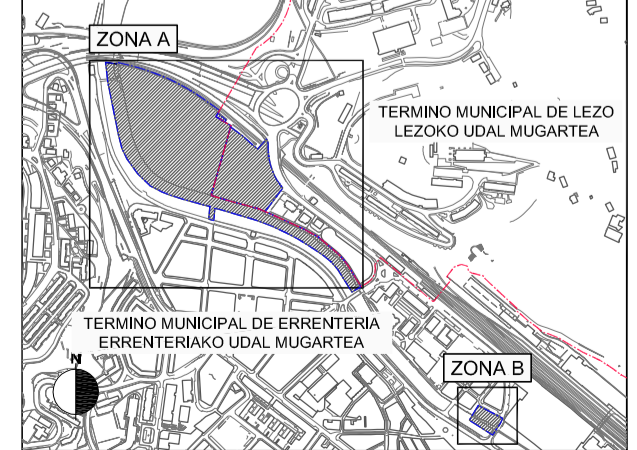 ZONA A
TERMINO MUNICIPAL DE LEZO
LEZOKO UDAL MUGARTEA
TERMINO MUNICIPAL DE ERRENTERIA
ERRENTERIAKO UDAL MUGARTEA
N
ZONA B